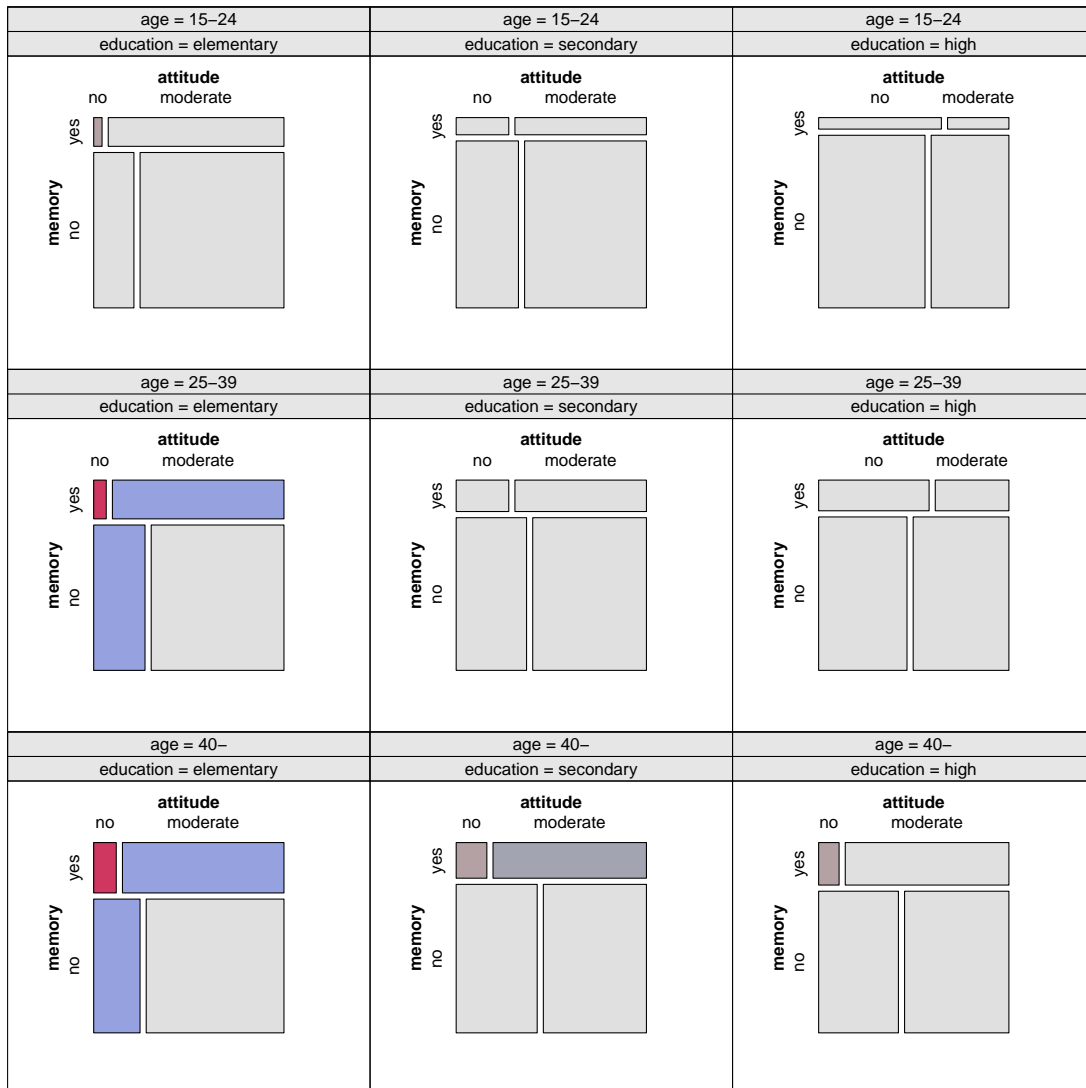 age = 15−24 age = 15−24 age = 15−24
education = elementary education = secondary education = high
attitude attitude attitude
no moderate no moderate no moderate
yes yes yes
memory memory memory
no no no
age = 25−39 age = 25−39 age = 25−39
education = elementary education = secondary education = high
attitude attitude attitude
no moderate no moderate no moderate
yes yes yes
memory memory memory
no no no
age = 40− age = 40− age = 40−
education = elementary education = secondary education = high
attitude attitude attitude
no moderate no moderate no moderate
yes yes yes
memory memory memory
no no no